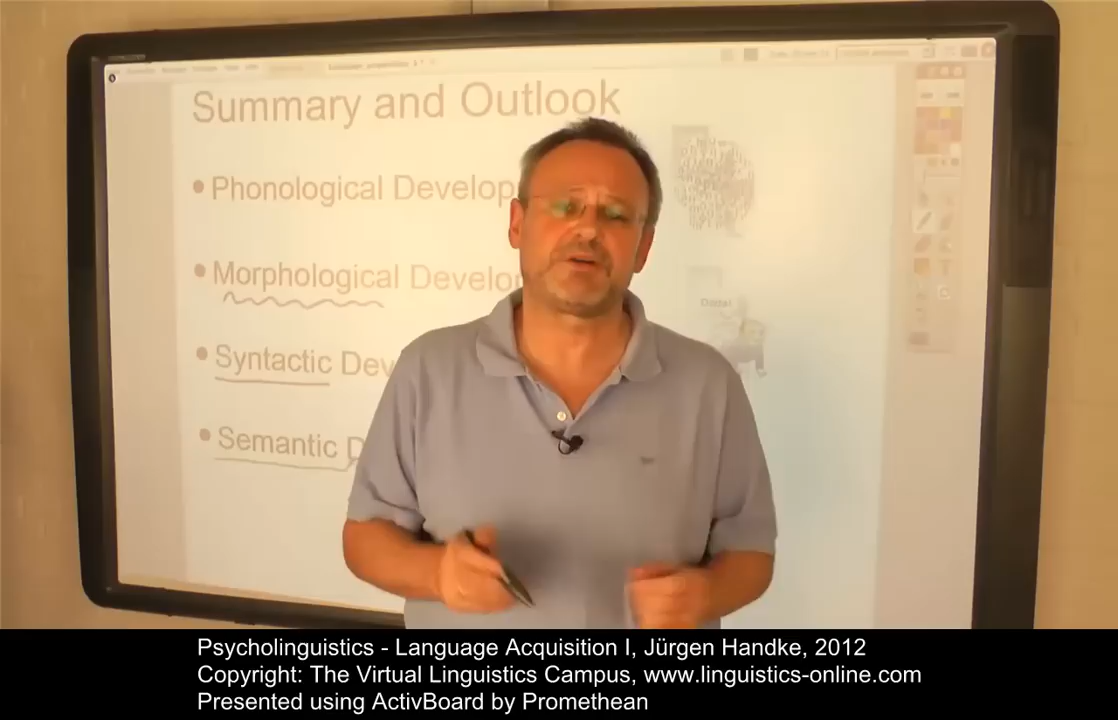 Summary and Outlook
• Phonological Develop
• Morphological Develo
• Syntactic Dev
• Semantic D
Psycholinguistics - Language Acquisition I, Jürgen Handke, 2012
Copyright: The Virtual Linguistics Campus, www.linguistics-online.com
Presented using ActivBoard by Promethean